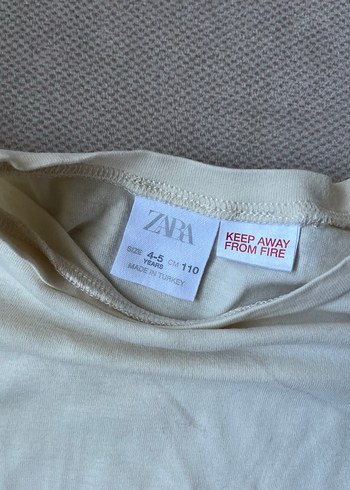 ZARA
SIZE 4-5 YEARS CM 110
MADE IN TURKEY
KEEP AWAY
FROM FIRE